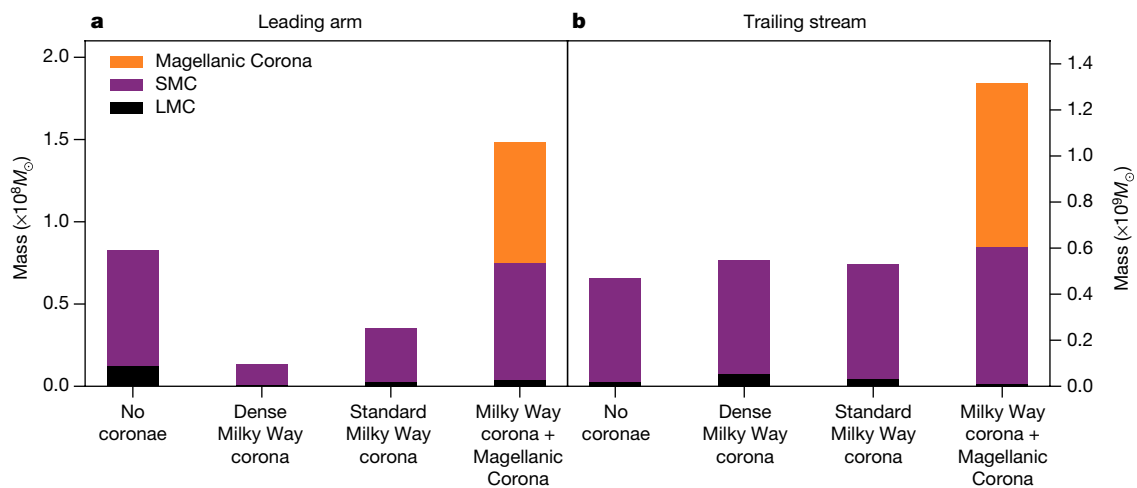 a
Leading arm
b
Trailing stream
Magellanic Corona
SMC
LMC
Mass (×10⁸M☉)
2.0
1.5
1.0
0.5
0.0
Mass (×10⁹M☉)
1.4
1.2
1.0
0.8
0.6
0.4
0.2
0.0
No
coronae
Dense
Milky Way
corona
Standard
Milky Way
corona
Milky Way
corona +
Magellanic
Corona
No
coronae
Dense
Milky Way
corona
Standard
Milky Way
corona
Milky Way
corona +
Magellanic
Corona